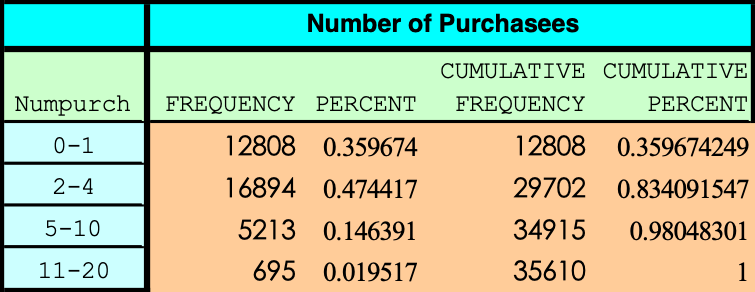 Number of Purchasees
CUMULATIVE CUMULATIVE
Numpurch FREQUENCY PERCENT FREQUENCY PERCENT
0-1 12808 0.359674 12808 0.359674249
2-4 16894 0.474417 29702 0.834091547
5-10 5213 0.146391 34915 0.98048301
11-20 695 0.019517 35610 1